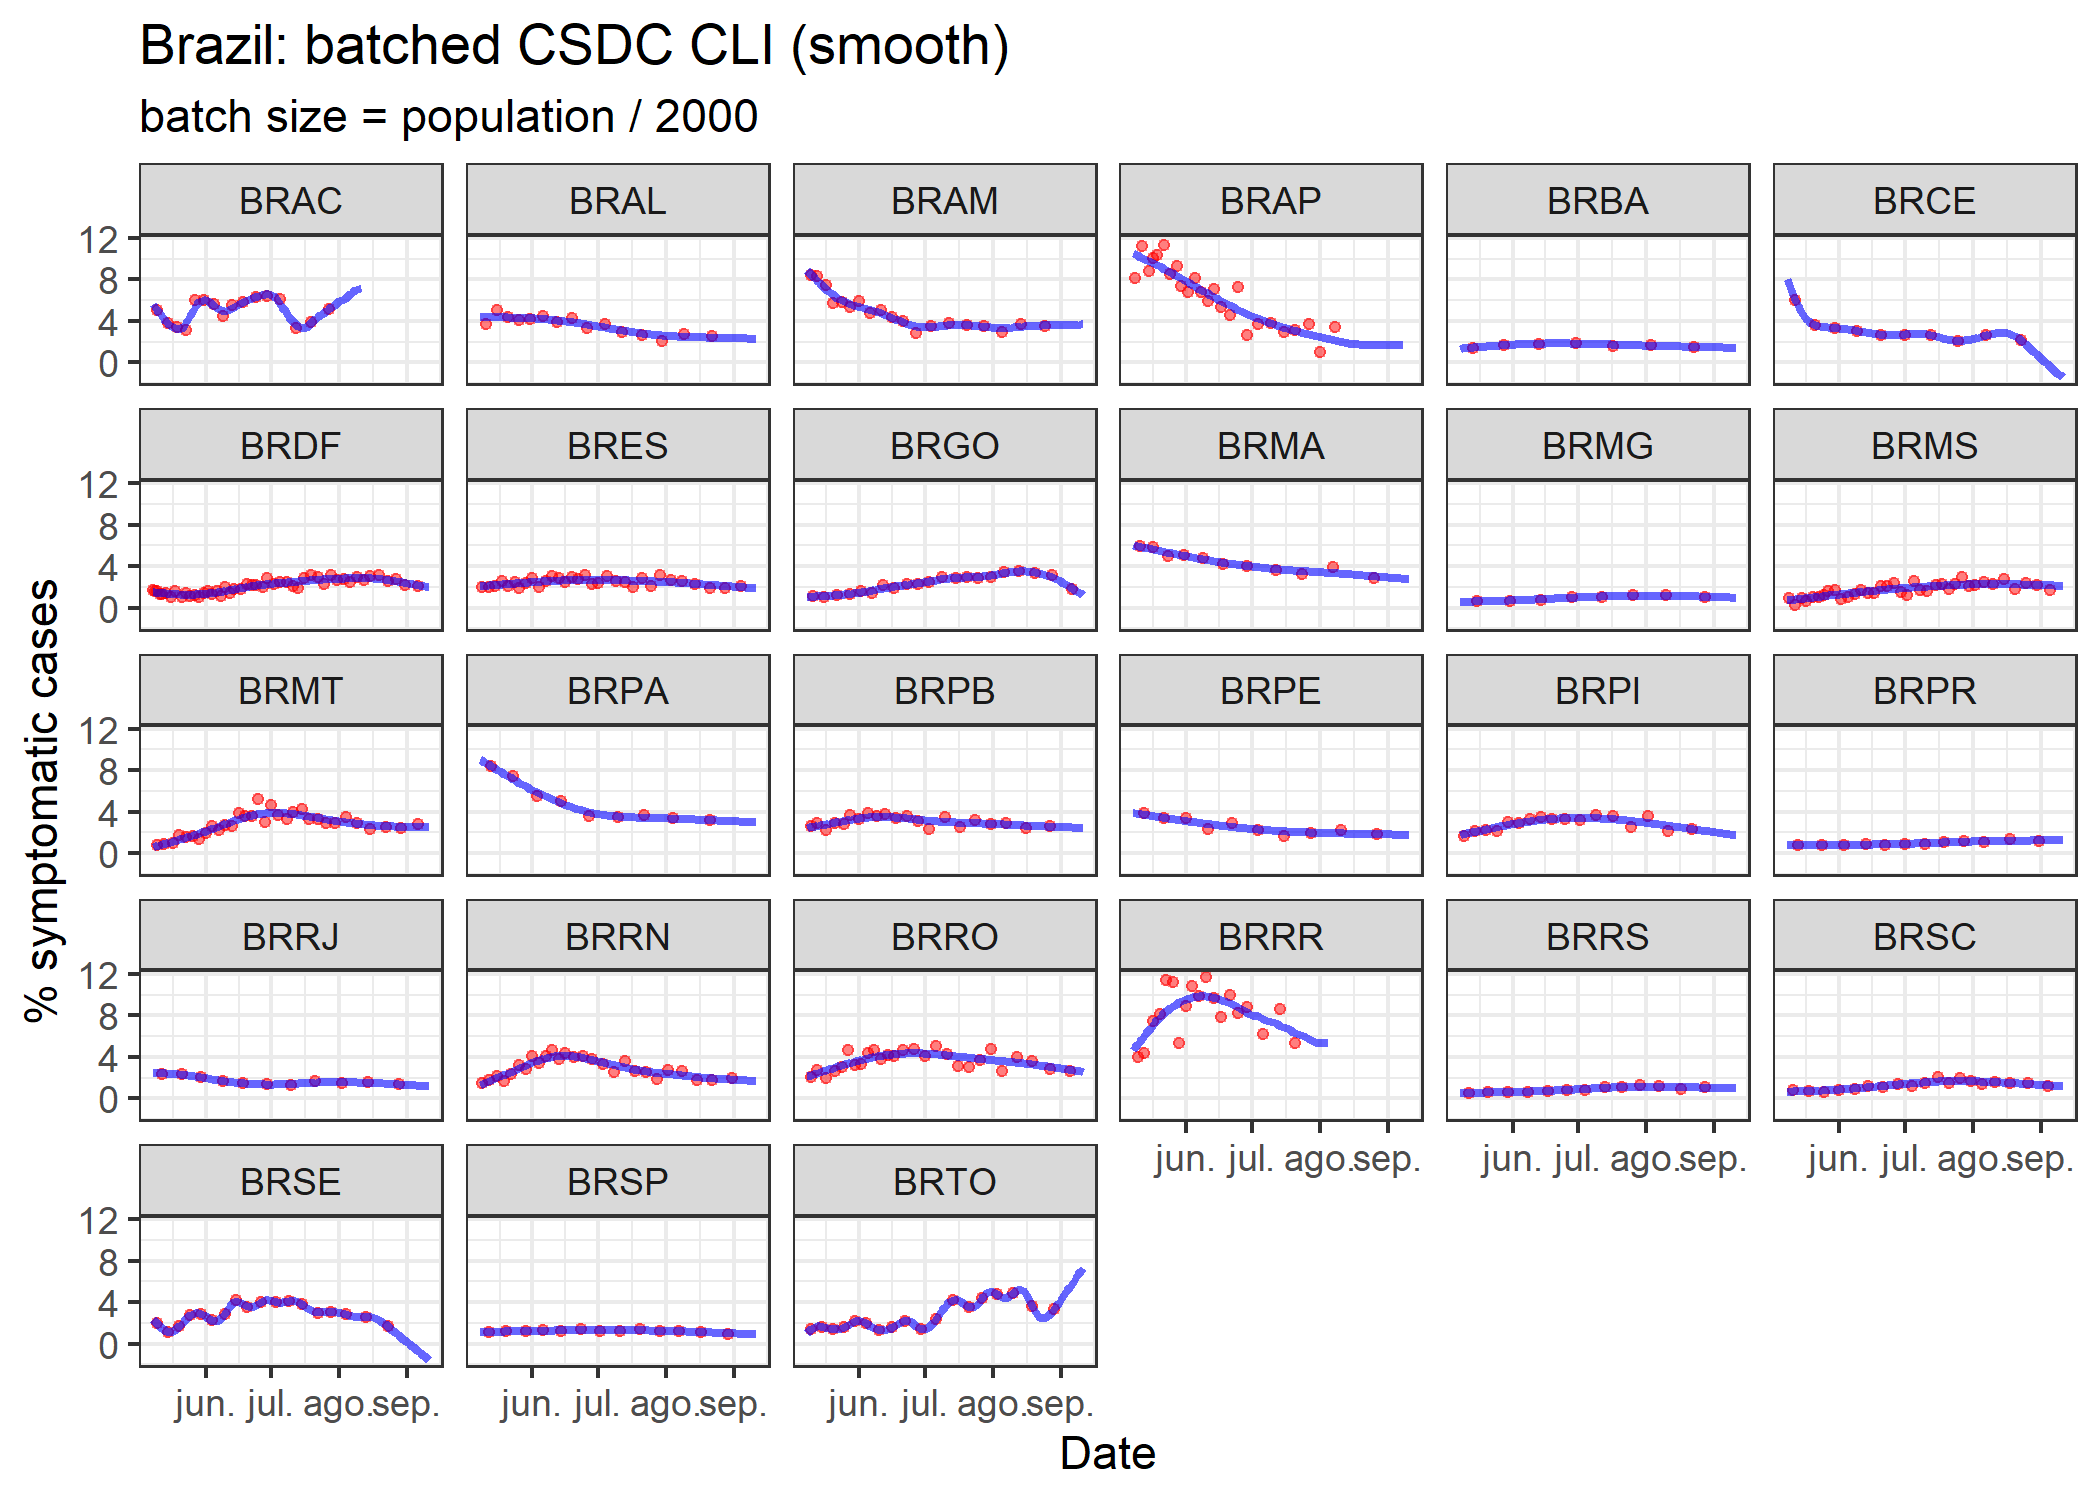 Brazil: batched CSDC CLI (smooth)
batch size = population / 2000
BRAC BRAL BRAM BRAP BRBA BRCE
12
8
4
0
BRDF BRES BRGO BRMA BRMG BRMS
12
8
4
0
BRMT BRPA BRPB BRPE BRPI BRPR
12
8
4
0
BRRJ BRRN BRRO BRRR BRRS BRSC
12
8
4
0
jun. jul. ago. sep. jun. jul. ago. sep. jun. jul. ago. sep.
BRSE BRSP BRTO
12
8
4
0
jun. jul. ago. sep. jun. jul. ago. sep. jun. jul. ago. sep.
Date
% symptomatic cases